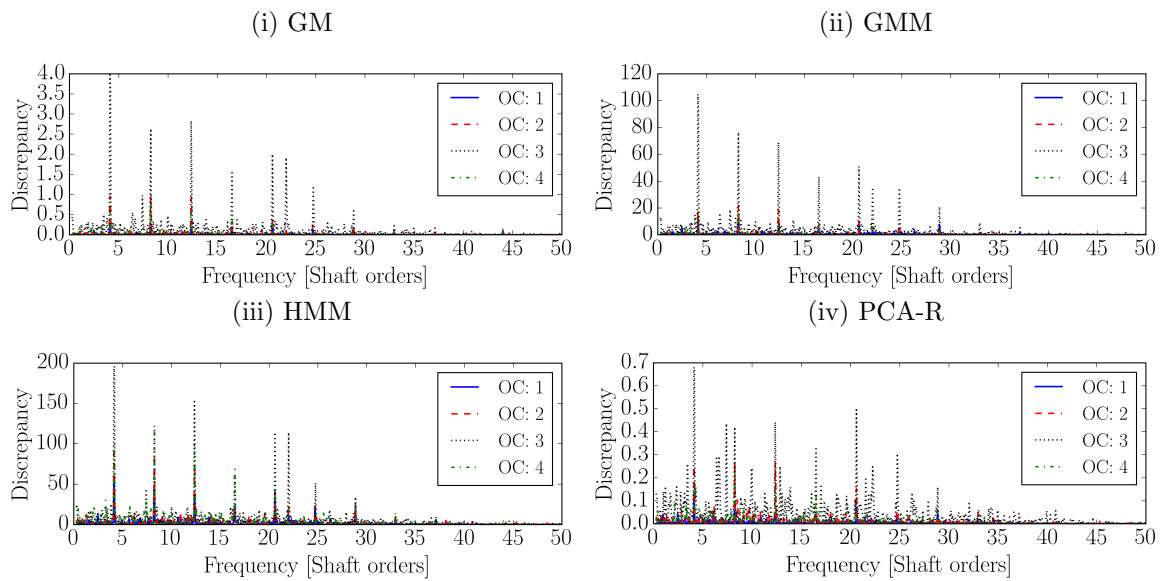 (i) GM
4.0
3.5
3.0
2.5
2.0
1.5
1.0
0.5
0.0
Discrepancy
0 5 10 15 20 25 30 35 40 45 50
Frequency [Shaft orders]
OC: 1
OC: 2
OC: 3
OC: 4
(ii) GMM
120
100
80
60
40
20
0
Discrepancy
0 5 10 15 20 25 30 35 40 45 50
Frequency [Shaft orders]
OC: 1
OC: 2
OC: 3
OC: 4
(iii) HMM
200
150
100
50
0
Discrepancy
0 5 10 15 20 25 30 35 40 45 50
Frequency [Shaft orders]
OC: 1
OC: 2
OC: 3
OC: 4
(iv) PCA-R
0.7
0.6
0.5
0.4
0.3
0.2
0.1
0.0
Discrepancy
0 5 10 15 20 25 30 35 40 45 50
Frequency [Shaft orders]
OC: 1
OC: 2
OC: 3
OC: 4